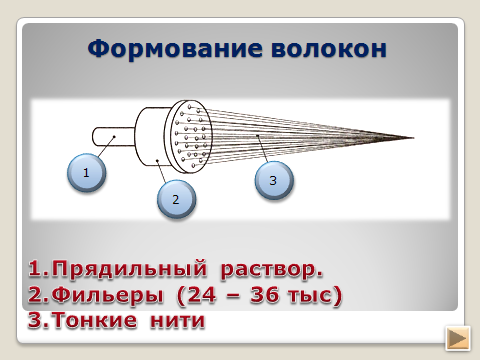 Формование волокон
1
2
3
1.Прядильный раствор.
2.Фильеры (24 – 36 тыс)
3.Тонкие нити